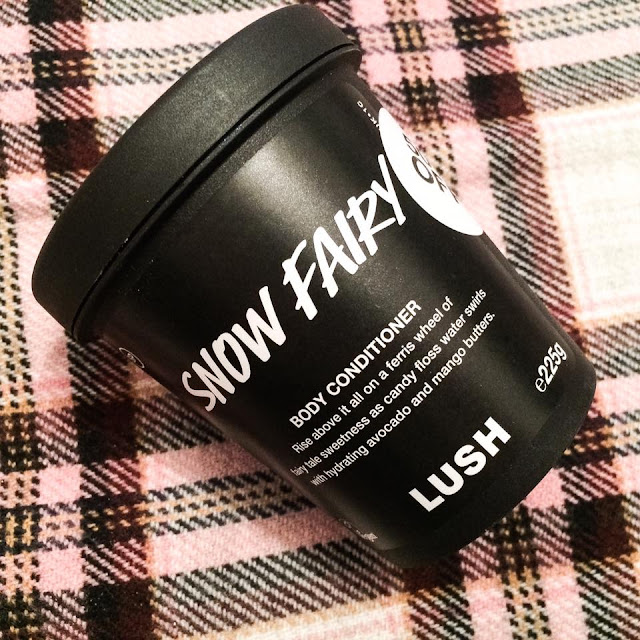 SNOW FAIRY
BODY CONDITIONER
Rise above it all on a ferris wheel of
fairy tale sweetness as candy floss water swirls
with hydrating avocado and mango butters.
℮225g
LUSH